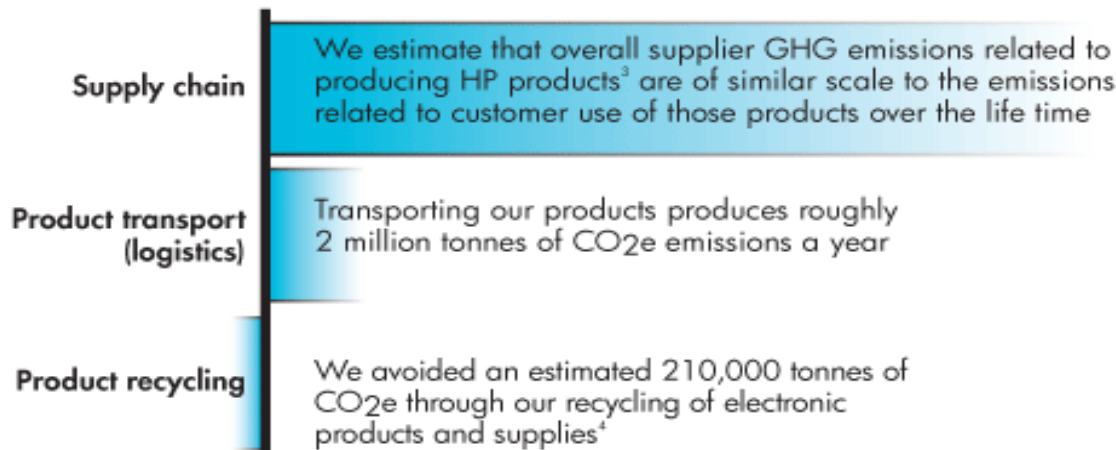 Supply chain
We estimate that overall supplier GHG emissions related to
producing HP products³ are of similar scale to the emissions
related to customer use of those products over the life time
Product transport
(logistics)
Transporting our products produces roughly
2 million tonnes of CO2e emissions a year
Product recycling
We avoided an estimated 210,000 tonnes of
CO2e through our recycling of electronic
products and supplies⁴